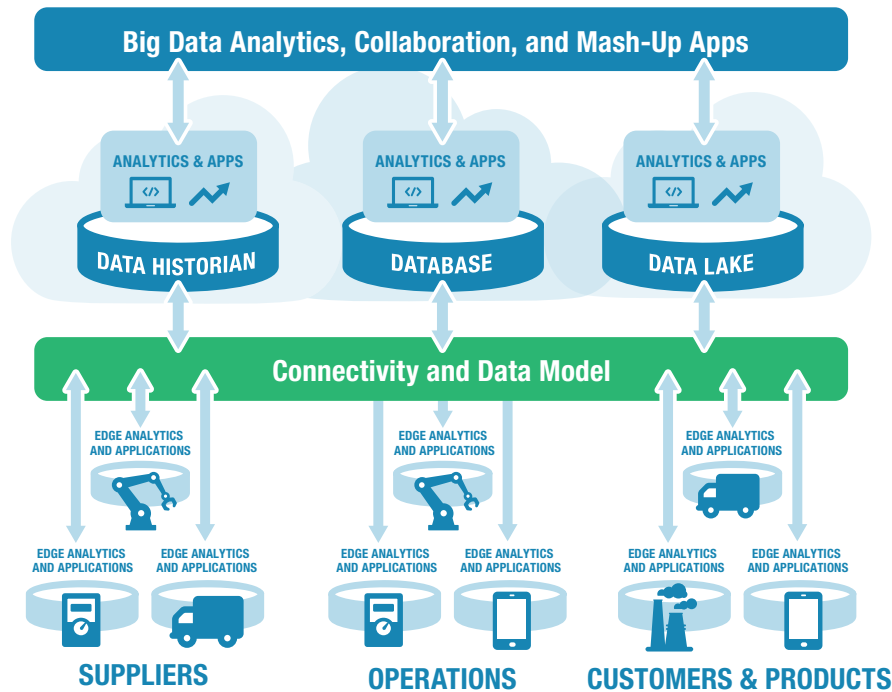 Big Data Analytics, Collaboration, and Mash-Up Apps
ANALYTICS & APPS
</>
DATA HISTORIAN
ANALYTICS & APPS
</>
DATABASE
ANALYTICS & APPS
</>
DATA LAKE
Connectivity and Data Model
EDGE ANALYTICS
AND APPLICATIONS
EDGE ANALYTICS
AND APPLICATIONS
EDGE ANALYTICS
AND APPLICATIONS
SUPPLIERS
EDGE ANALYTICS
AND APPLICATIONS
EDGE ANALYTICS
AND APPLICATIONS
EDGE ANALYTICS
AND APPLICATIONS
OPERATIONS
EDGE ANALYTICS
AND APPLICATIONS
EDGE ANALYTICS
AND APPLICATIONS
EDGE ANALYTICS
AND APPLICATIONS
CUSTOMERS & PRODUCTS